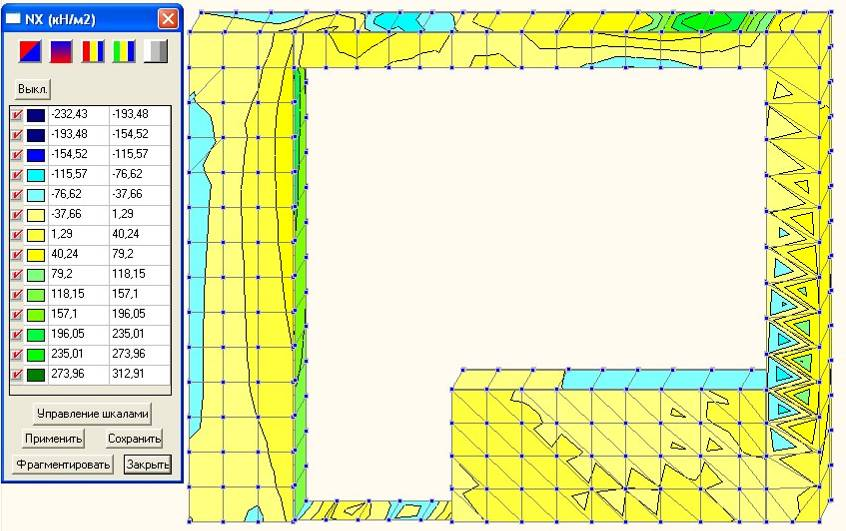 NX (кН/м2)
Выкл.
-232,43 -193,48
-193,48 -154,52
-154,52 -115,57
-115,57 -76,62
-76,62 -37,66
-37,66 1,29
1,29 40,24
40,24 79,2
79,2 118,15
118,15 157,1
157,1 196,05
196,05 235,01
235,01 273,96
273,96 312,91
Управление шкалами
Применить Сохранить
Фрагментировать Закрыть